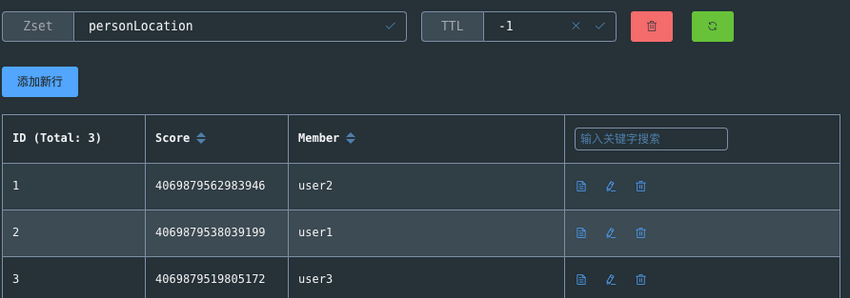 Zset personLocation TTL -1
添加新行
ID (Total: 3) Score Member 输入关键字搜索
1 4069879562983946 user2
2 4069879538039199 user1
3 4069879519805172 user3